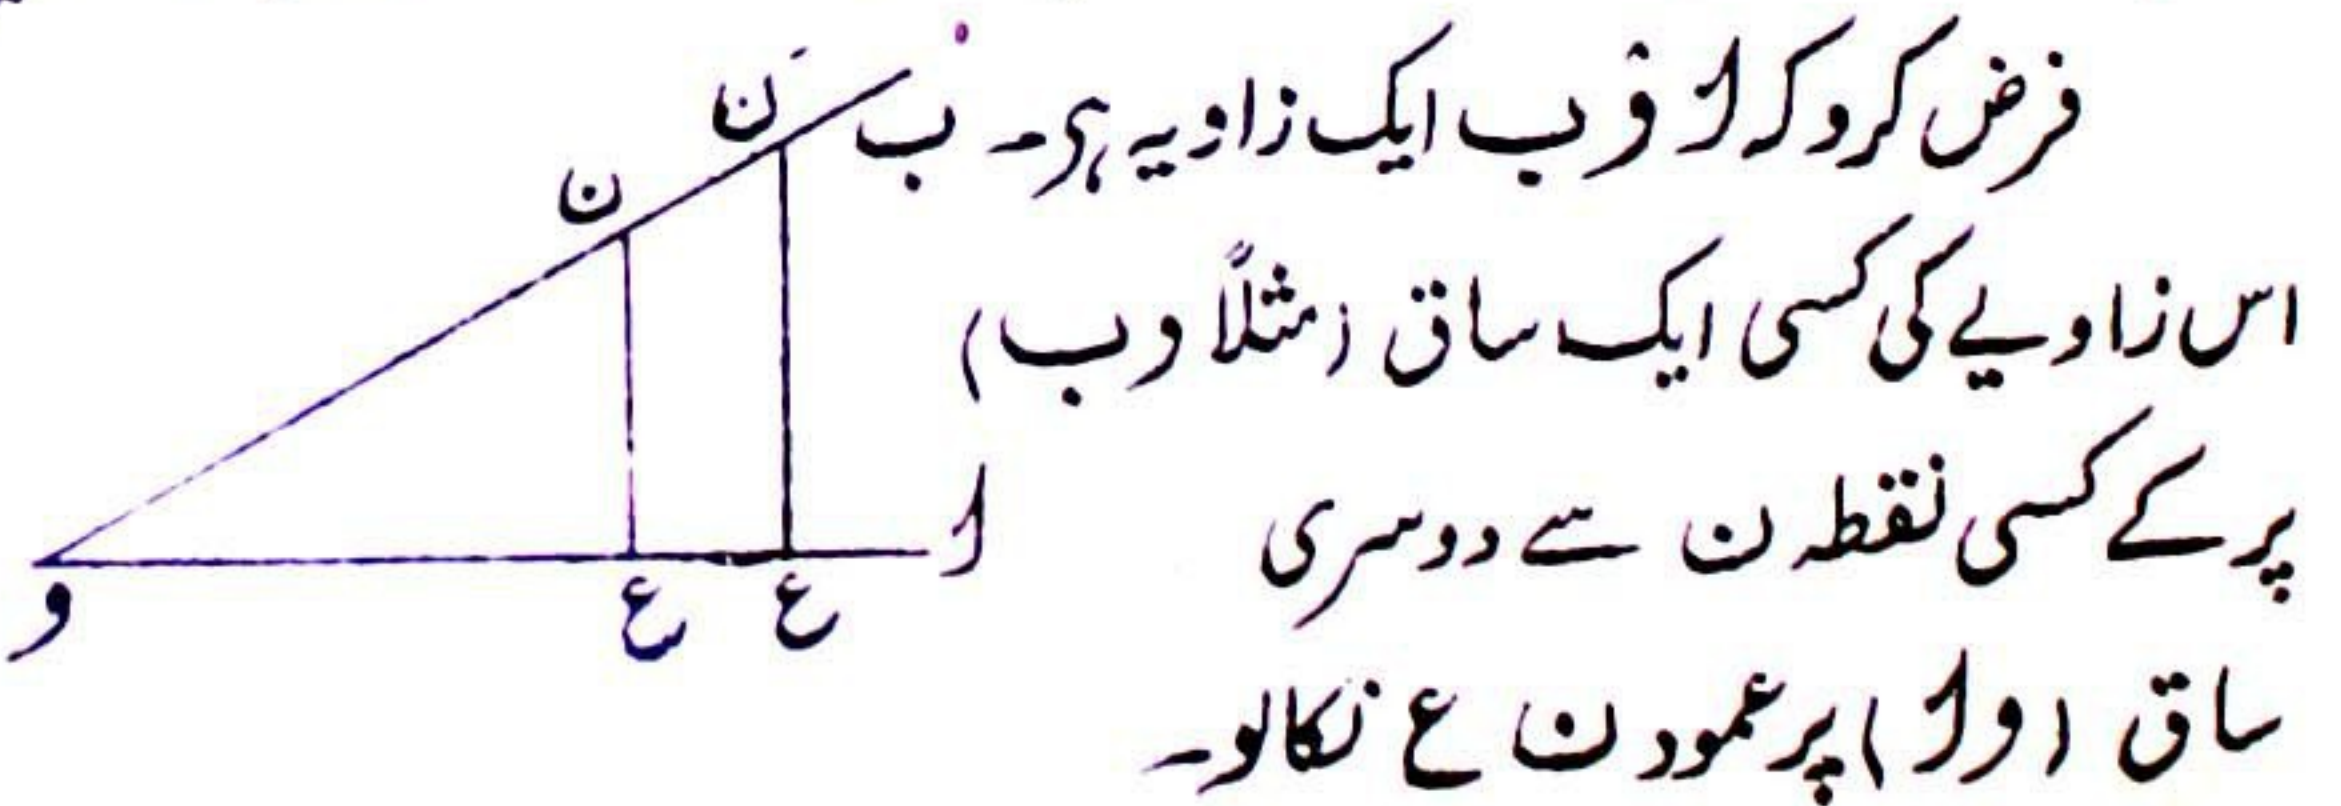 فرض کرو کہ ا و ب ایک زاویہ ہی۔
اس زاویے کی کسی ایک ساق (مثلاً و ب)
پر کے کسی نقطہ ن سے دوسری
ساق (و ا) پر عمود ن ع نکالو۔
نَ
ب
ن
ا
و
ع
ع